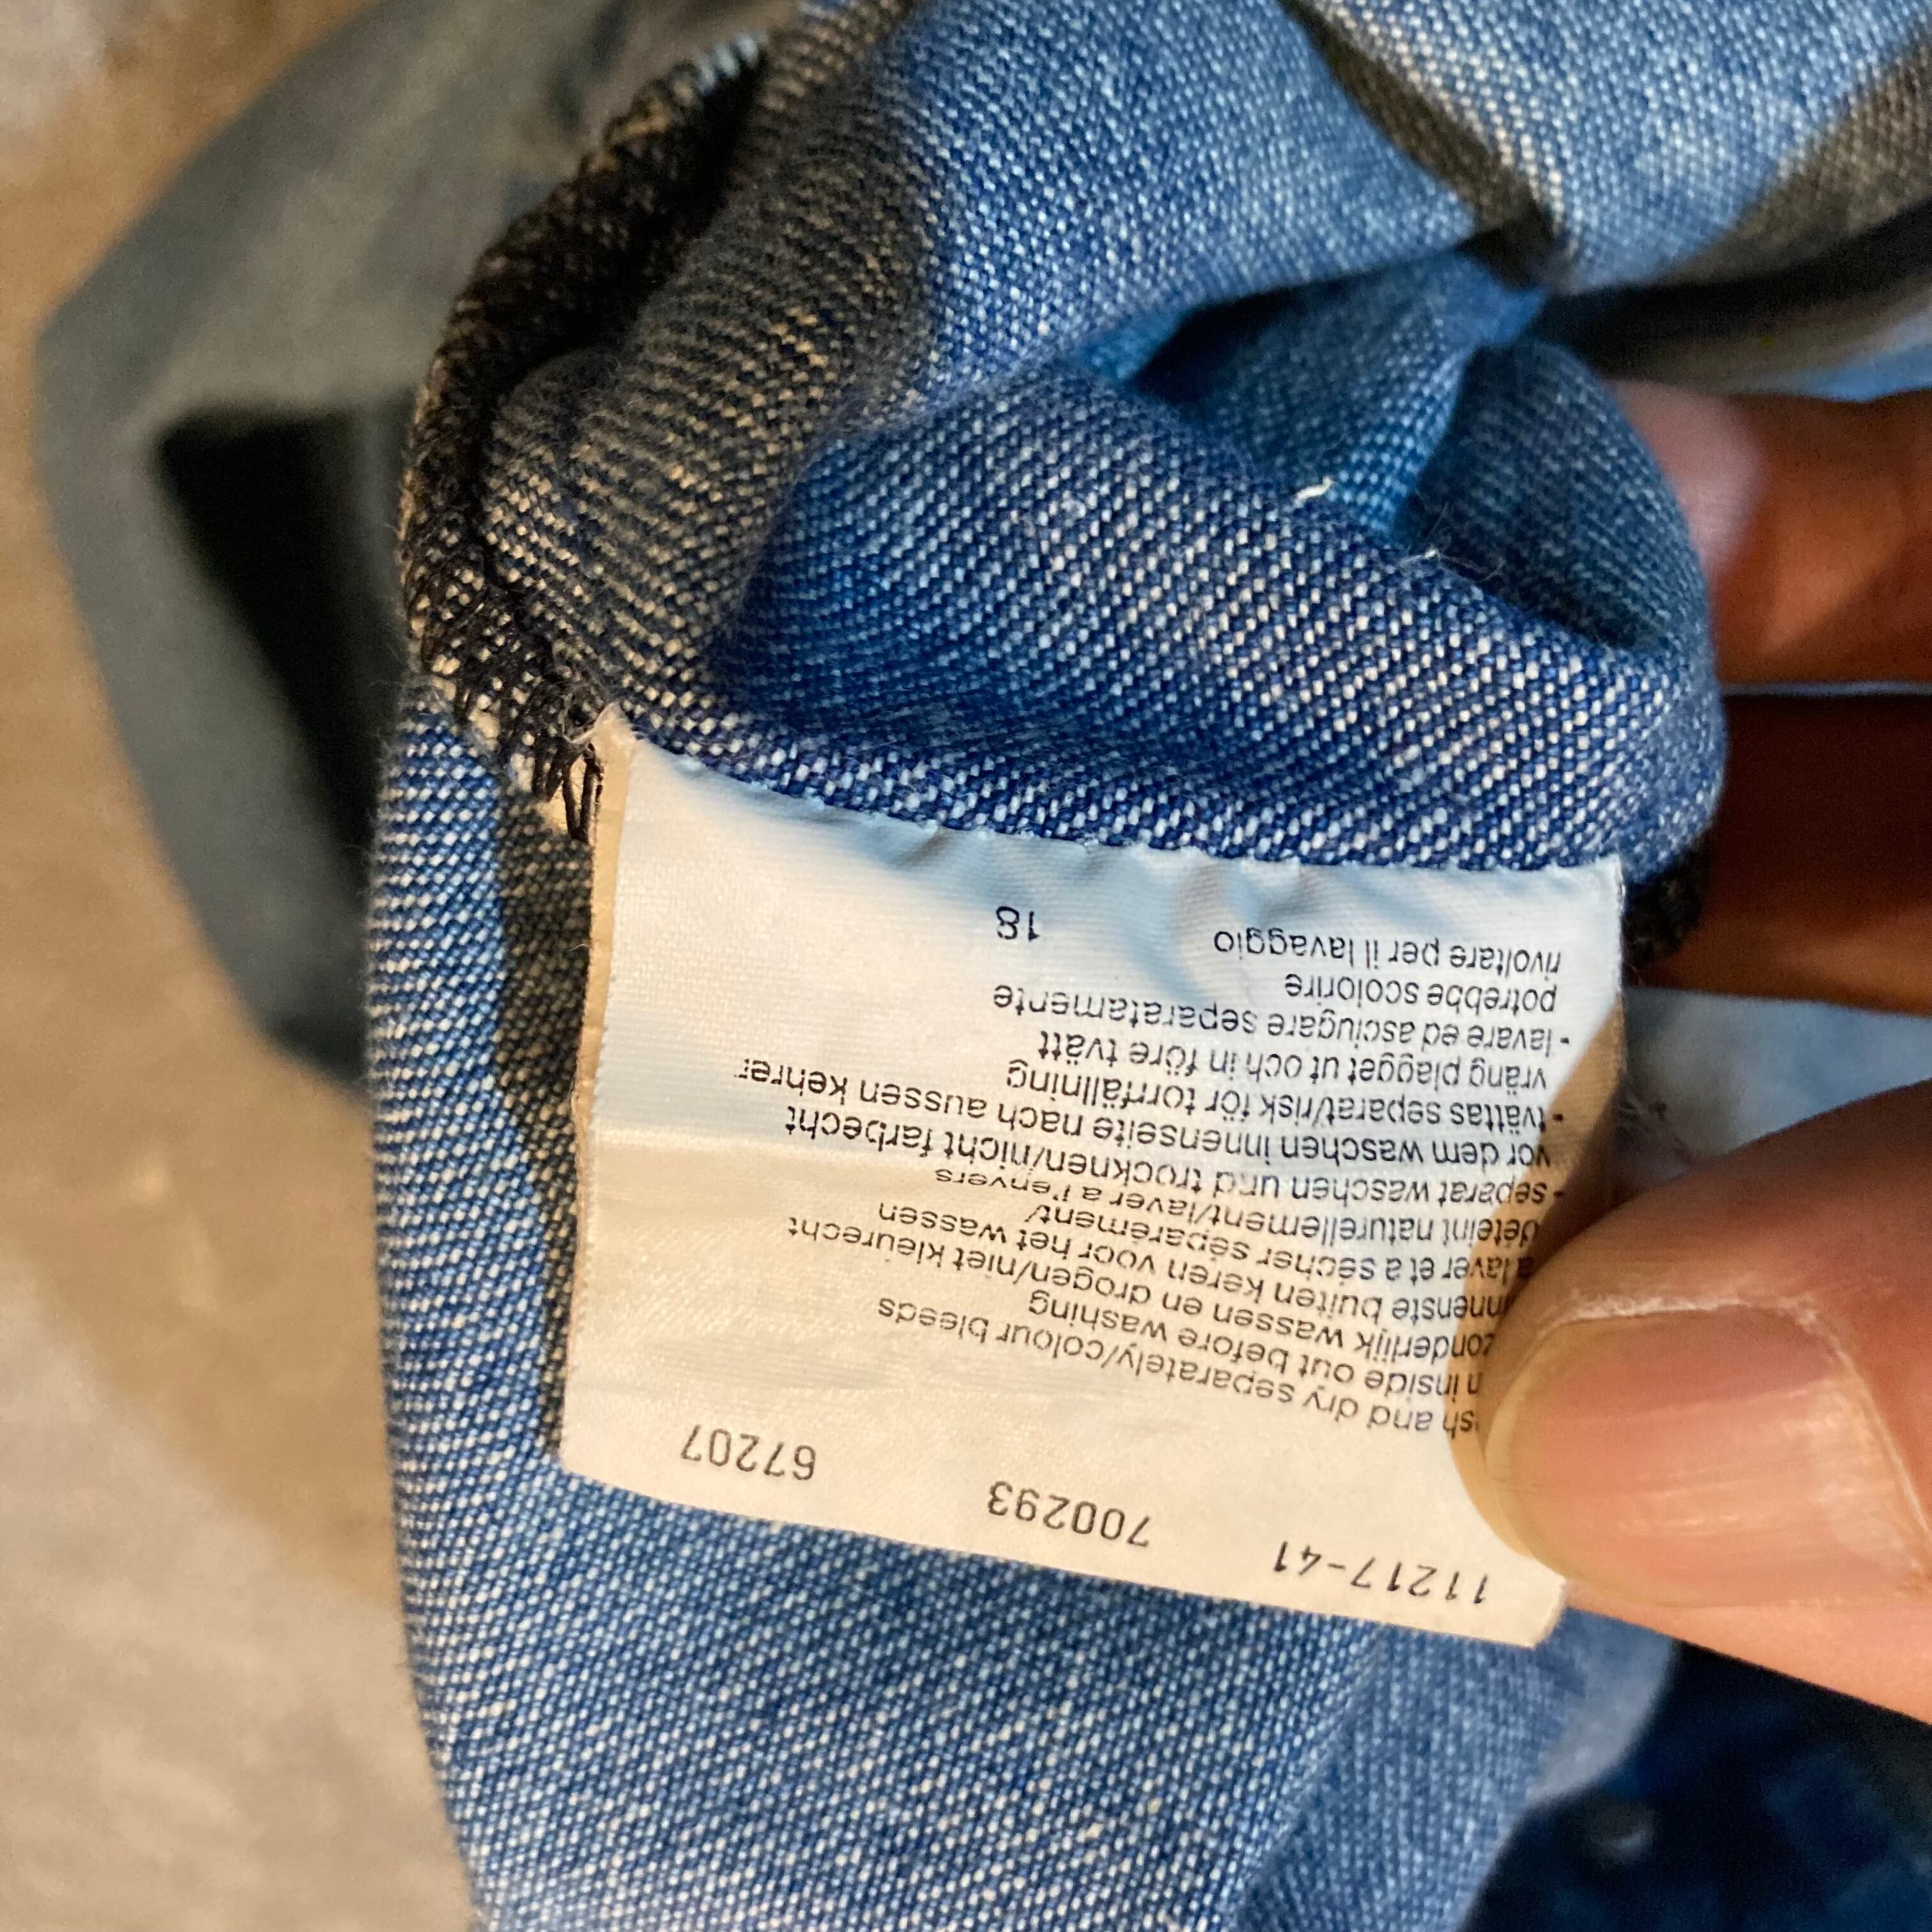 11217-41 700293 67207
sh and dry separately/colour bleeds
n inside out before washing
zonderlijk wassen en drogen/niet kleurecht
nnenste buiten keren voor het wassen
a laver et a sécher séparément/
déteint naturellement/laver a l'envers
- separat waschen und trocknen/nicht farbecht
vor dem waschen innenseite nach aussen kehren
- tvättas separat/risk för torrfällning
vräng plagget ut och in före tvätt
- lavare ed asciugare separatamente
potrebbe scolorire
rivoltare per il lavaggio 18